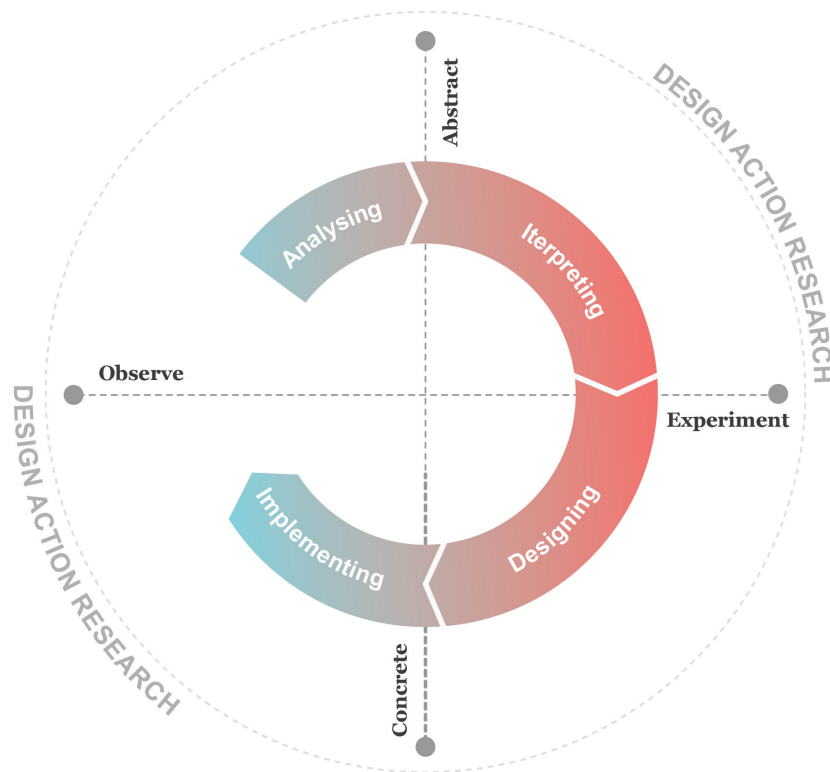 Abstract
DESIGN ACTION RESEARCH
Analysing
Iterpreting
Observe
Experiment
DESIGN ACTION RESEARCH
Implementing
Designing
Concrete